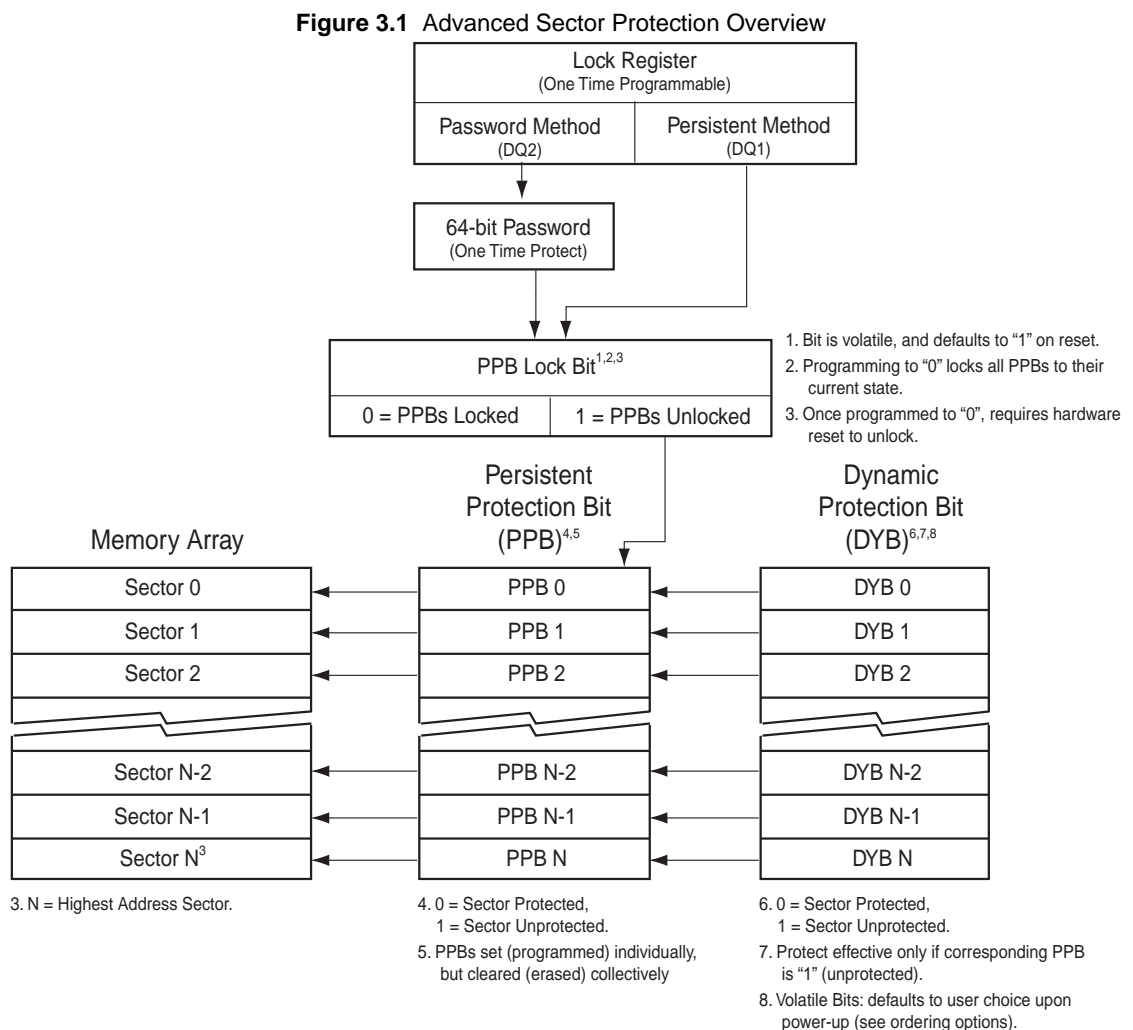 Figure 3.1 Advanced Sector Protection Overview
Lock Register
(One Time Programmable)
Password Method
(DQ2)
Persistent Method
(DQ1)
64-bit Password
(One Time Protect)
PPB Lock Bit1,2,3
0 = PPBs Locked
1 = PPBs Unlocked
1. Bit is volatile, and defaults to “1” on reset.
2. Programming to “0” locks all PPBs to their
current state.
3. Once programmed to “0”, requires hardware
reset to unlock.
Memory Array
Sector 0
Sector 1
Sector 2
Sector N-2
Sector N-1
Sector N3
3. N = Highest Address Sector.
Persistent
Protection Bit
(PPB)4,5
PPB 0
PPB 1
PPB 2
PPB N-2
PPB N-1
PPB N
4. 0 = Sector Protected,
1 = Sector Unprotected.
5. PPBs set (programmed) individually,
but cleared (erased) collectively
Dynamic
Protection Bit
(DYB)6,7,8
DYB 0
DYB 1
DYB 2
DYB N-2
DYB N-1
DYB N
6. 0 = Sector Protected,
1 = Sector Unprotected.
7. Protect effective only if corresponding PPB
is “1” (unprotected).
8. Volatile Bits: defaults to user choice upon
power-up (see ordering options).